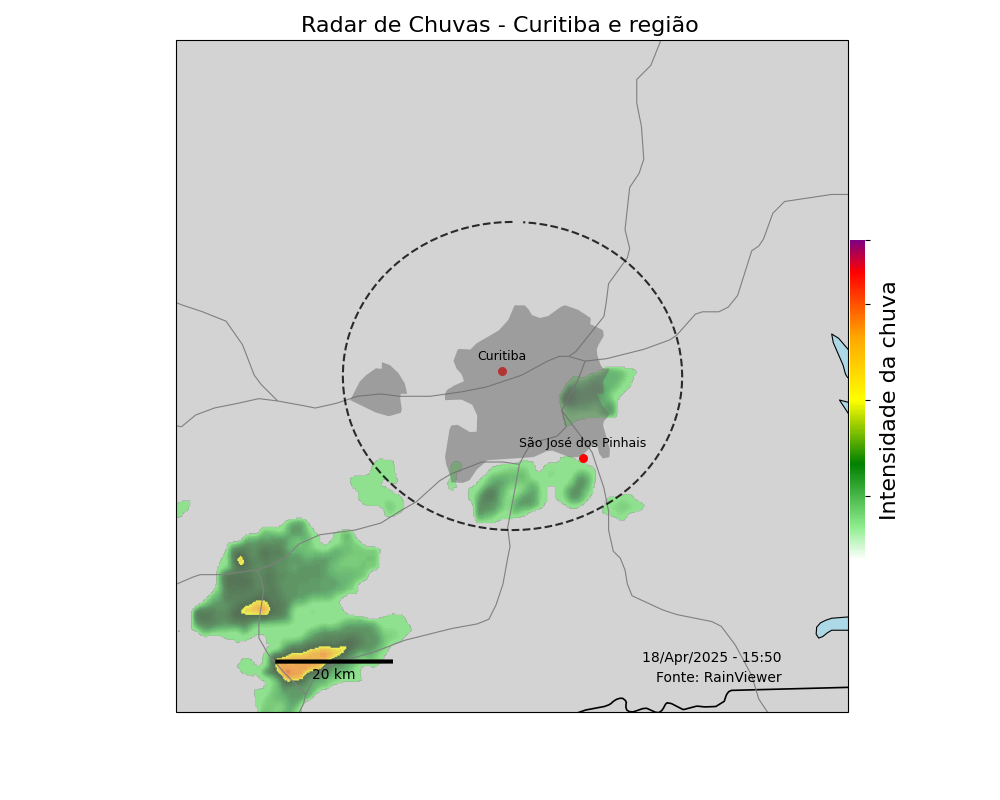 Radar de Chuvas - Curitiba e região
Curitiba
São José dos Pinhais
Intensidade da chuva
18/Apr/2025 - 15:50
Fonte: RainViewer
20 km